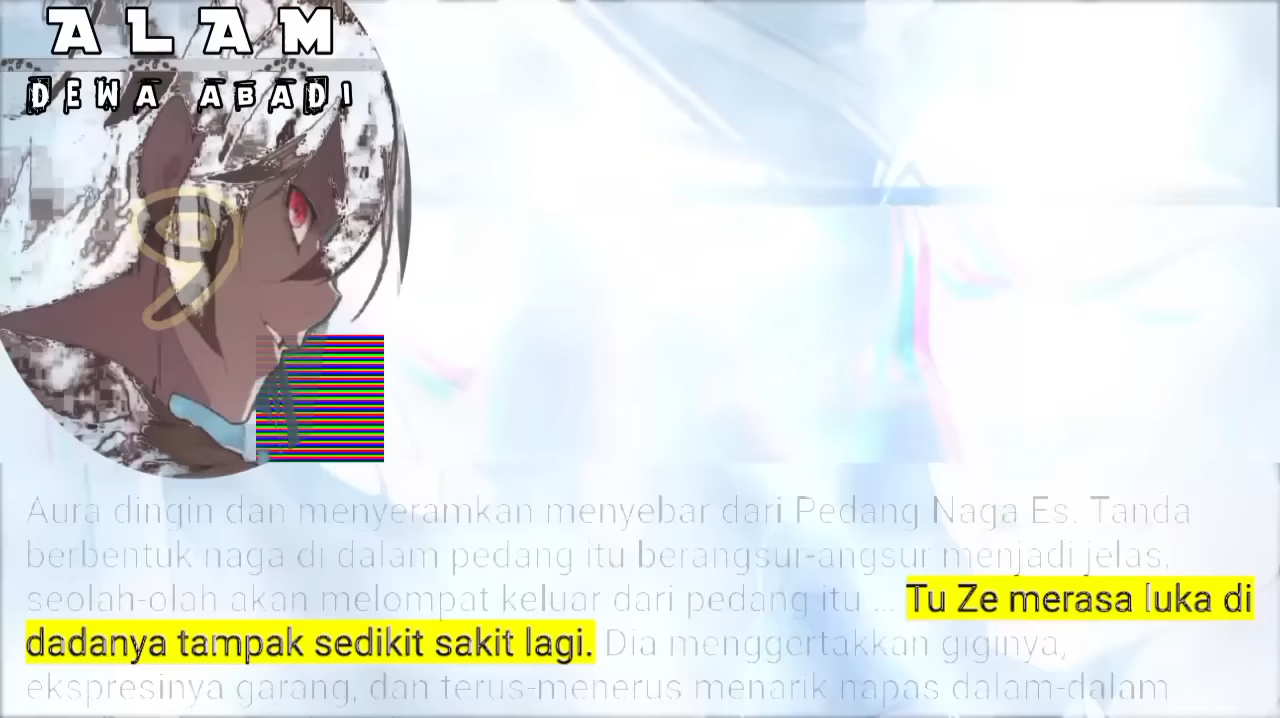 ALAM
DEWA ABADI
Aura dingin dan menyeramkan menyebar dari Pedang Naga Es. Tanda
berbentuk naga di dalam pedang itu berangsur-angsur menjadi jelas,
seolah-olah akan melompat keluar dari pedang itu ... Tu Ze merasa luka di
dadanya tampak sedikit sakit lagi. Dia menggertakkan giginya,
ekspresinya garang, dan terus-menerus menarik napas dalam-dalam